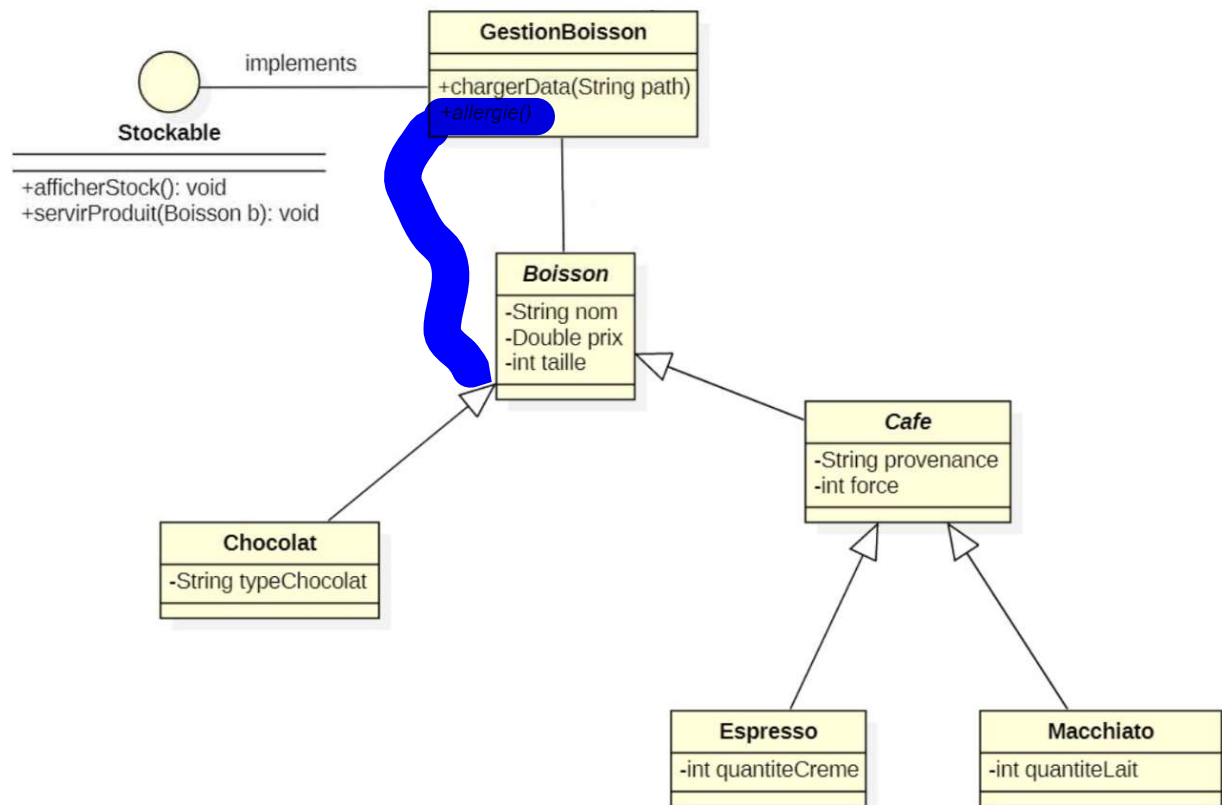 GestionBoisson
+chargerData(String path)
+allergie()
implements
Stockable
+afficherStock(): void
+servirProduit(Boisson b): void
Boisson
-String nom
-Double prix
-int taille
Cafe
-String provenance
-int force
Chocolat
-String typeChocolat
Espresso
-int quantiteCreme
Macchiato
-int quantiteLait